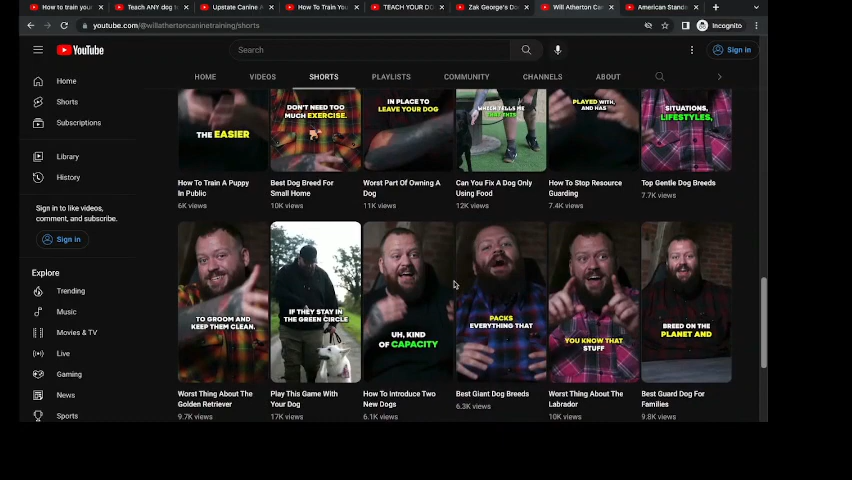 How to train your
Teach ANY dog t
Upstate Canine A
How To Train You
TEACH YOUR DO
Zak George's Do
Will Atherton Can
American Standa
youtube.com/@willathertoncaninetraining/shorts
Incognito
YouTube
Search
Sign in
HOME VIDEOS SHORTS PLAYLISTS COMMUNITY CHANNELS ABOUT
Home
Shorts
Subscriptions
Library
History
Sign in to like videos,
comment, and subscribe.
Sign in
Explore
Trending
Music
Movies & TV
Live
Gaming
News
Sports
THE EASIER
DON'T NEED TOO
MUCH EXERCISE.
IN PLACE TO
LEAVE YOUR DOG
WHICH TELLS ME
THAT THIS
PLAYED WITH,
AND HAS
SITUATIONS,
LIFESTYLES,
How To Train A Puppy
In Public
6K views
Best Dog Breed For
Small Home
10K views
Worst Part Of Owning A
Dog
11K views
Can You Fix A Dog Only
Using Food
12K views
How To Stop Resource
Guarding
7.4K views
Top Gentle Dog Breeds
7.7K views
TO GROOM AND
KEEP THEM CLEAN.
IF THEY STAY IN
THE GREEN CIRCLE
UH, KIND
OF CAPACITY
PACKS
EVERYTHING THAT
YOU KNOW THAT
STUFF
BREED ON THE
PLANET AND
Worst Thing About The
Golden Retriever
9.7K views
Play This Game With
Your Dog
17K views
How To Introduce Two
New Dogs
6.1K views
Best Giant Dog Breeds
6.3K views
Worst Thing About The
Labrador
10K views
Best Guard Dog For
Families
9.8K views